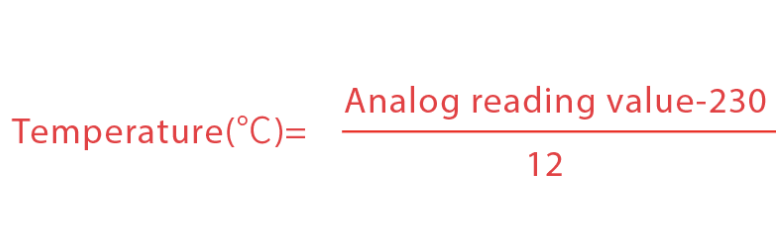 Temperature(°C)=
Analog reading value-230
12